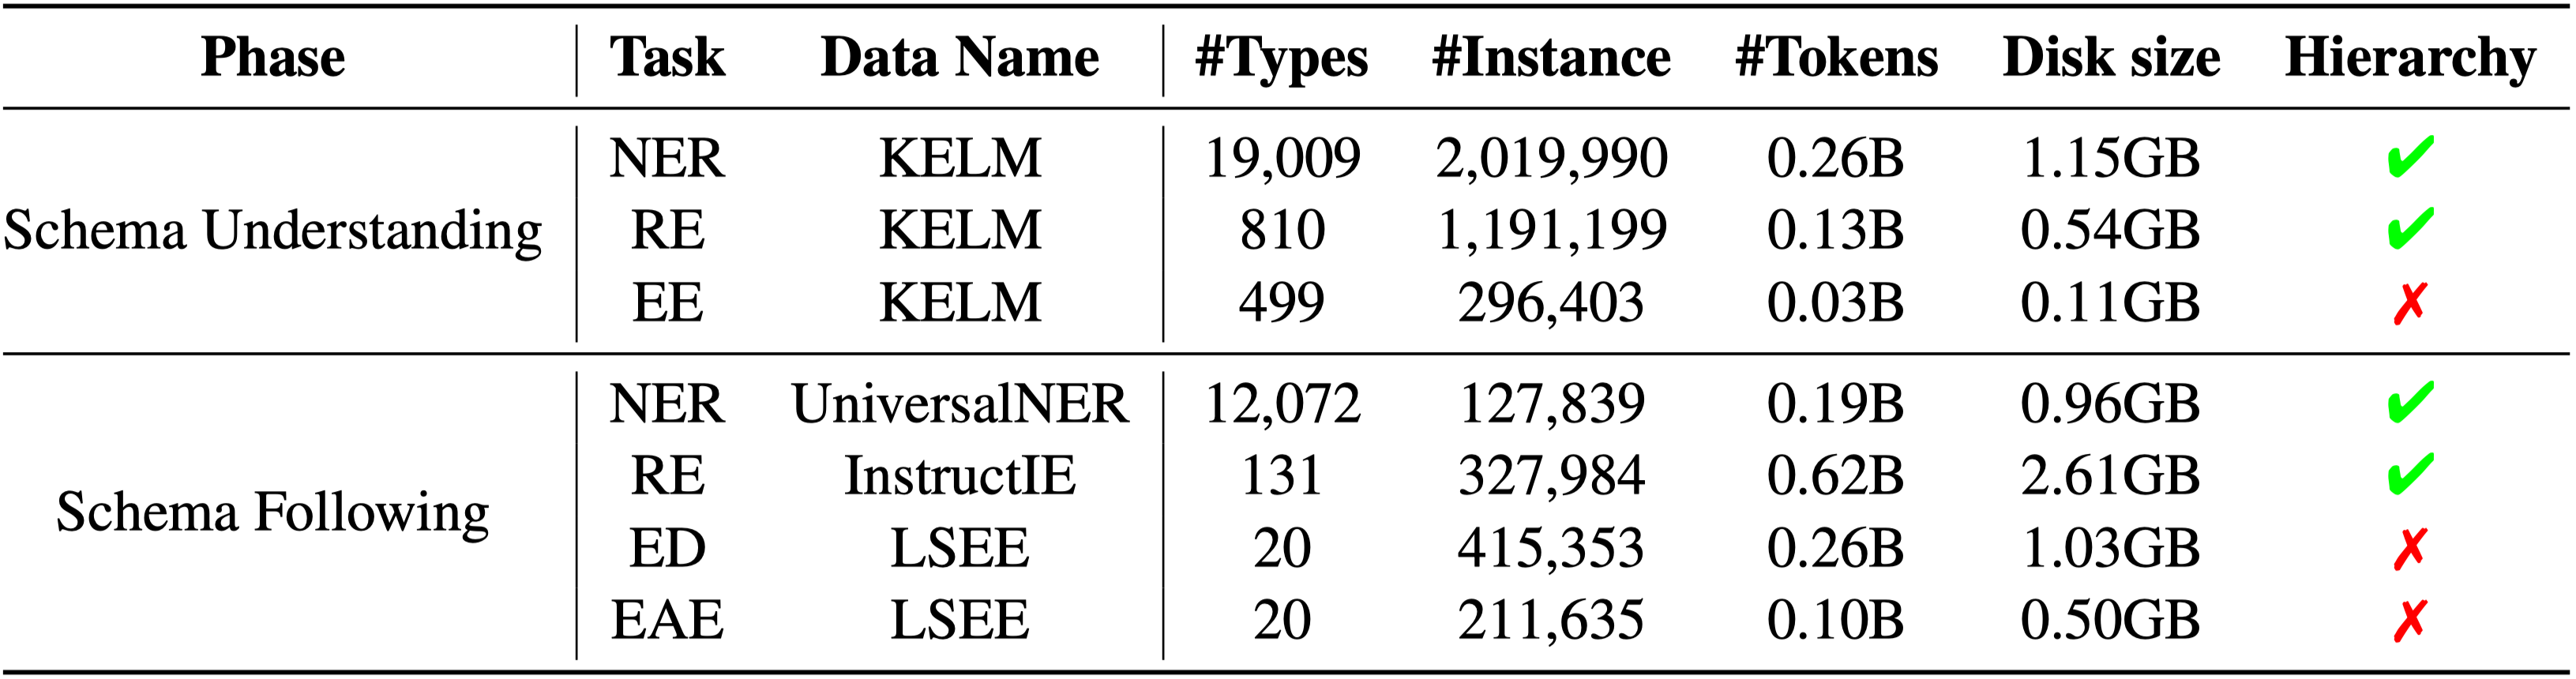 Phase Task Data Name #Types #Instance #Tokens Disk size Hierarchy
NER KELM 19,009 2,019,990 0.26B 1.15GB ✔
Schema Understanding RE KELM 810 1,191,199 0.13B 0.54GB ✔
EE KELM 499 296,403 0.03B 0.11GB ✗
NER UniversalNER 12,072 127,839 0.19B 0.96GB ✔
RE InstructIE 131 327,984 0.62B 2.61GB ✔
Schema Following
ED LSEE 20 415,353 0.26B 1.03GB ✗
EAE LSEE 20 211,635 0.10B 0.50GB ✗